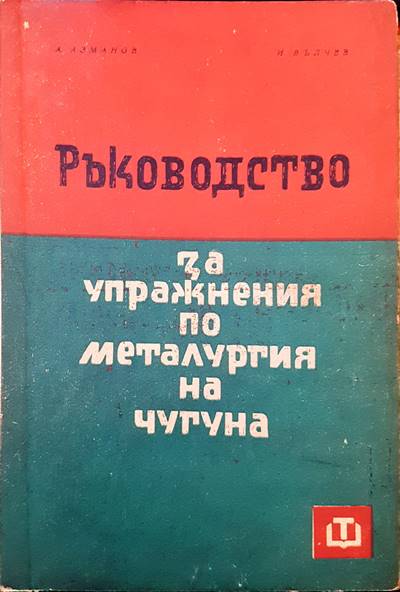 А. АЗМАНОВ И. ВЪЛЧЕВ
РЪКОВОДСТВО
за
упражнения
по
металургия
на
чугуна
Т